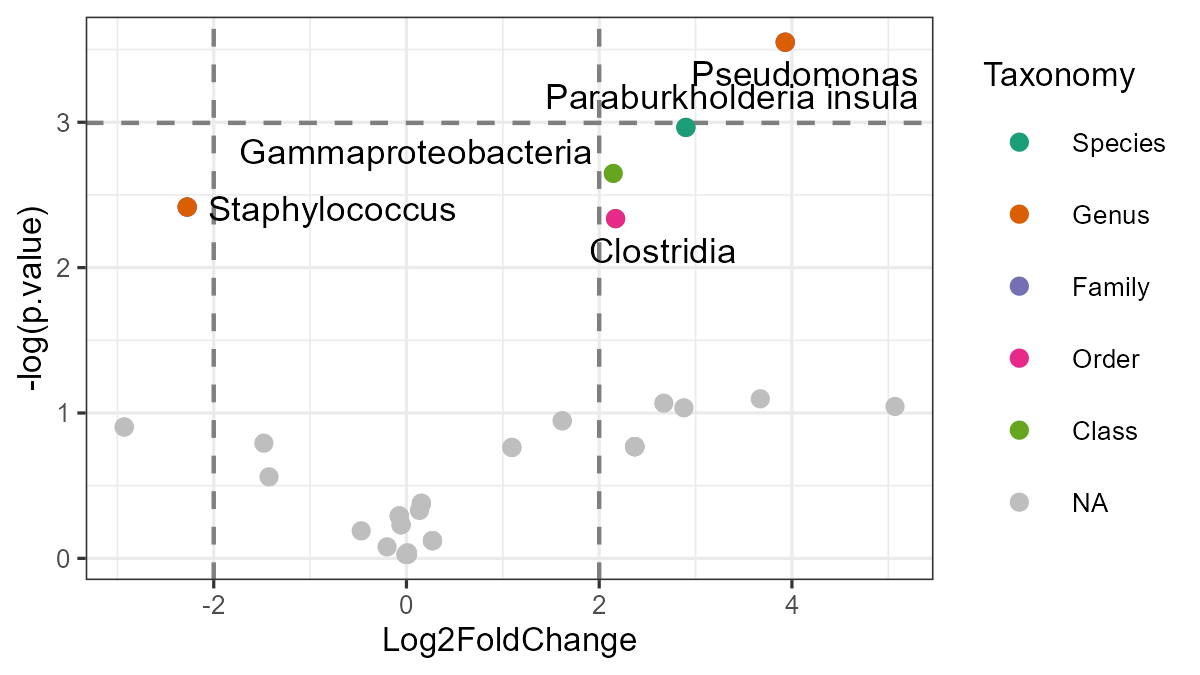 Pseudomonas
Paraburkholderia insula
Gammaproteobacteria
Staphylococcus
Clostridia
3
2
1
0
-log(p.value)
-2
0
2
4
Log2FoldChange
Taxonomy
Species
Genus
Family
Order
Class
NA